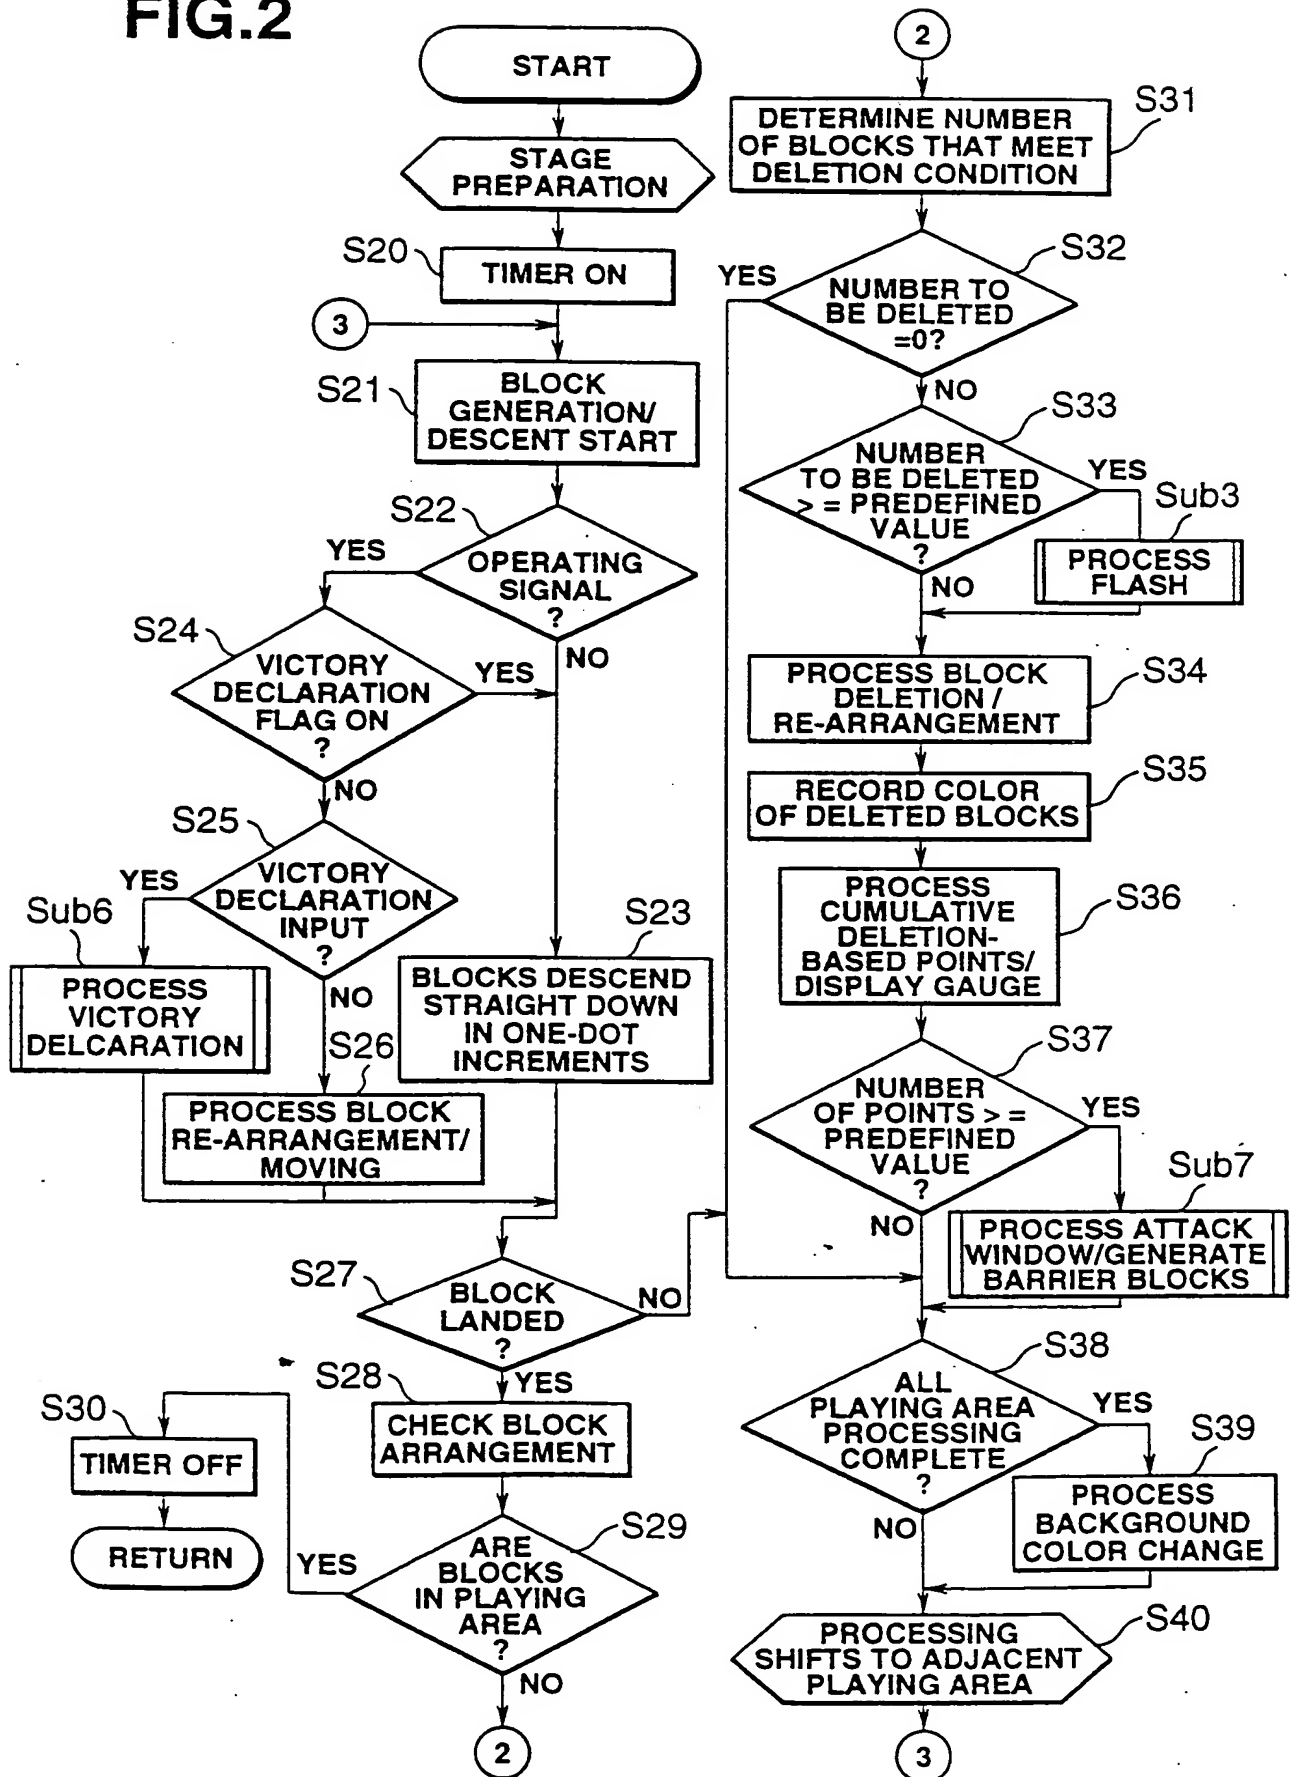 FIG.2
START
STAGE
PREPARATION
S20
TIMER ON
3
S21
BLOCK
GENERATION/
DESCENT START
S22
YES
OPERATING
SIGNAL
?
NO
S24
VICTORY
DECLARATION
FLAG ON
?
YES
NO
S25
YES
VICTORY
DECLARATION
INPUT
?
NO
Sub6
PROCESS
VICTORY
DELCARATION
S26
PROCESS BLOCK
RE-ARRANGEMENT/
MOVING
S23
BLOCKS DESCEND
STRAIGHT DOWN
IN ONE-DOT
INCREMENTS
S27
BLOCK
LANDED
?
NO
YES
S28
CHECK BLOCK
ARRANGEMENT
S30
TIMER OFF
RETURN
S29
YES
ARE
BLOCKS
IN PLAYING
AREA
?
NO
2
2
S31
DETERMINE NUMBER
OF BLOCKS THAT MEET
DELETION CONDITION
S32
YES
NUMBER TO
BE DELETED
=0?
NO
S33
NUMBER
TO BE DELETED
> = PREDEFINED
VALUE
?
YES
NO
Sub3
PROCESS
FLASH
S34
PROCESS BLOCK
DELETION /
RE-ARRANGEMENT
S35
RECORD COLOR
OF DELETED BLOCKS
S36
PROCESS
CUMULATIVE
DELETION-
BASED POINTS/
DISPLAY GAUGE
S37
NUMBER
OF POINTS > =
PREDEFINED
VALUE
?
YES
NO
Sub7
PROCESS ATTACK
WINDOW/GENERATE
BARRIER BLOCKS
S38
ALL
PLAYING AREA
PROCESSING
COMPLETE
?
YES
NO
S39
PROCESS
BACKGROUND
COLOR CHANGE
S40
PROCESSING
SHIFTS TO ADJACENT
PLAYING AREA
3